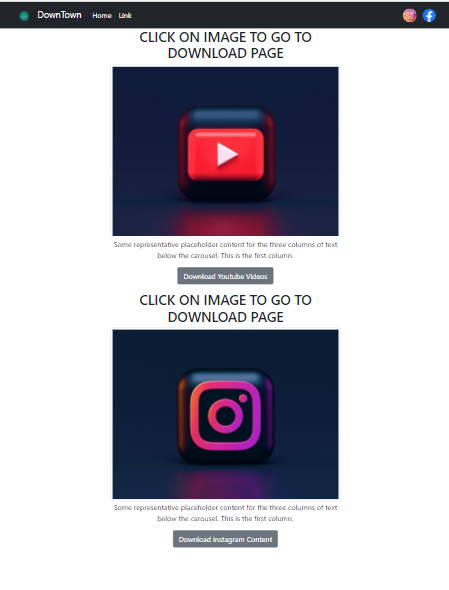 DownTown Home Link
CLICK ON IMAGE TO GO TO
DOWNLOAD PAGE
Some representative placeholder content for the three columns of text
below the carousel. This is the first column.
Download Youtube Videos
CLICK ON IMAGE TO GO TO
DOWNLOAD PAGE
Some representative placeholder content for the three columns of text
below the carousel. This is the first column.
Download Instagram Content